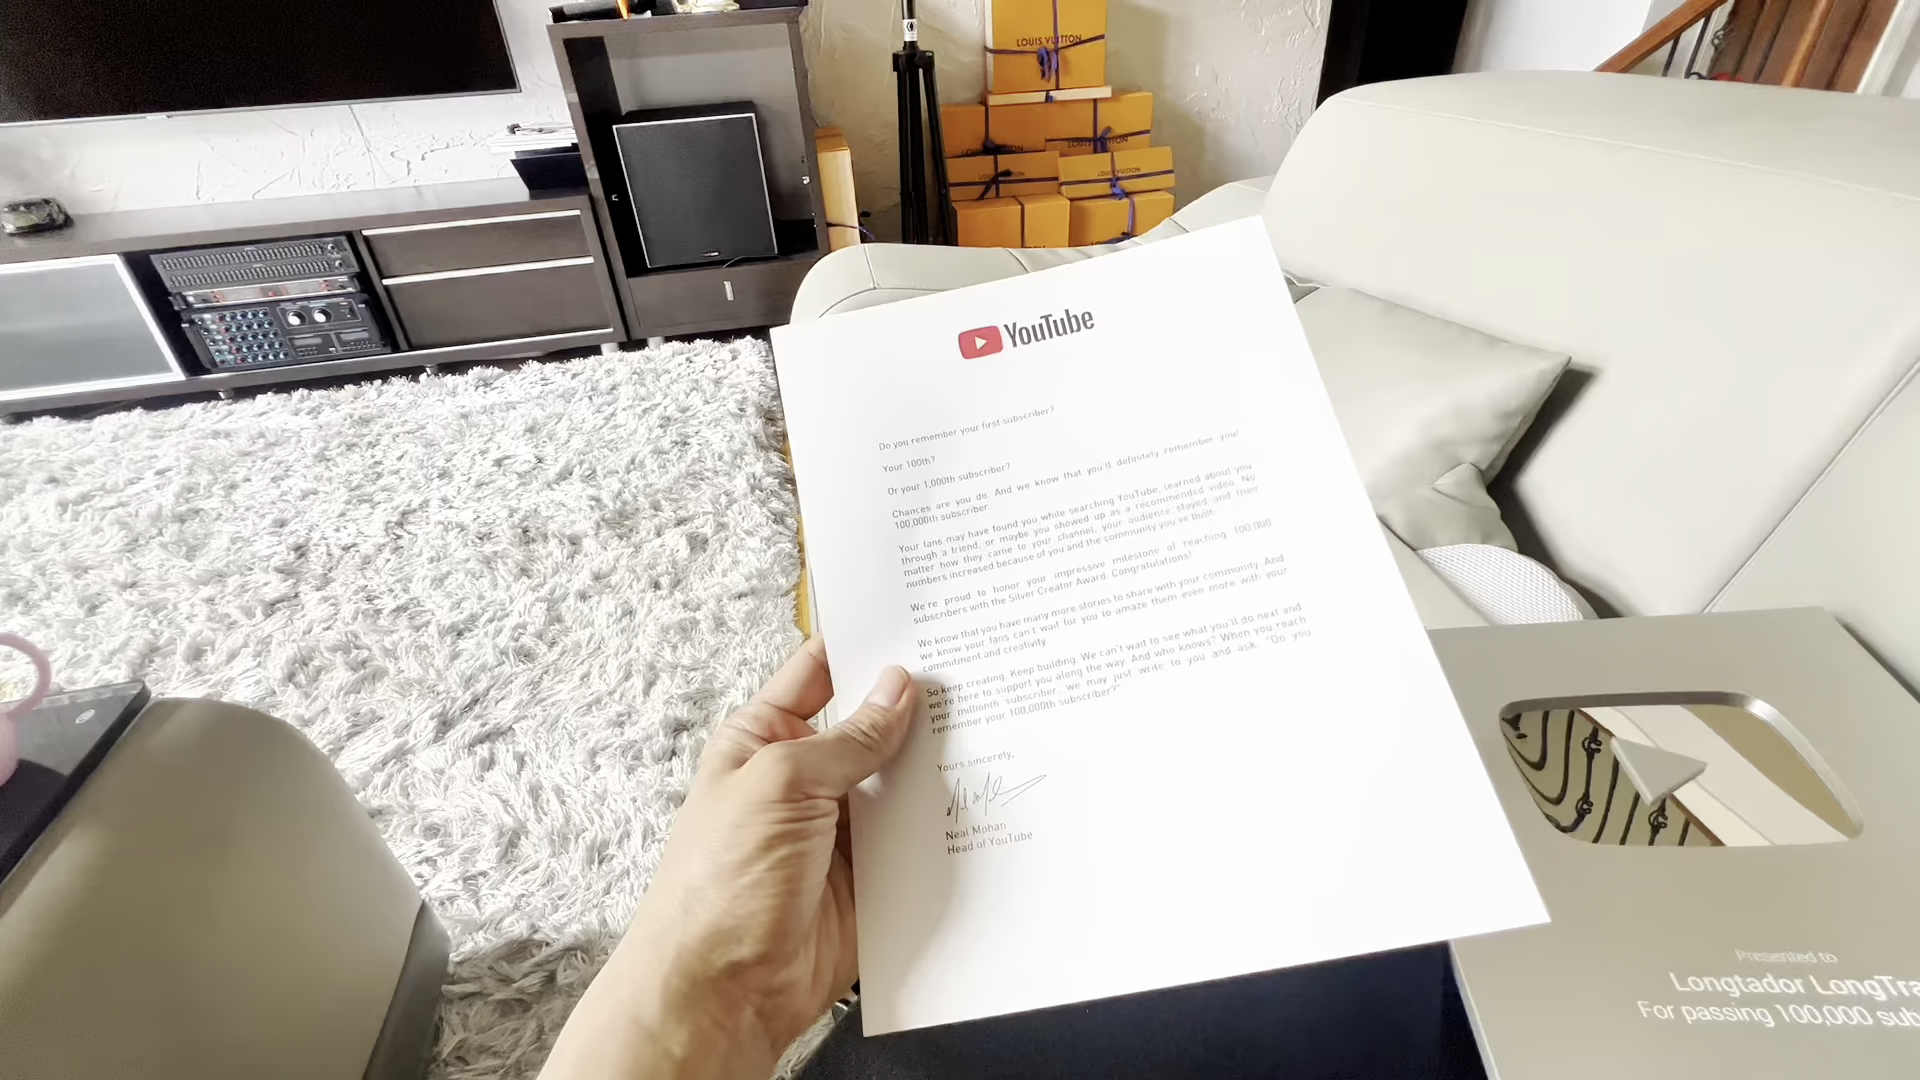 LOUIS VUITTON
LOUIS VUITTON
YouTube
Do you remember your first subscriber?
Your 100th?
Or your 1,000th subscriber?
Chances are you do. And we know that you'll definitely remember your
100,000th subscriber.
Your fans may have found you while searching YouTube, learned about you
through a friend, or maybe you showed up as a recommended video. No
matter how they came to your channel, your audience stayed, and their
numbers increased because of you and the community you've built.
We're proud to honor your impressive milestone of reaching 100,000
subscribers with the Silver Creator Award. Congratulations!
We know that you have many more stories to share with your community. And
we know your fans can't wait for you to amaze them even more with your
commitment and creativity.
So keep creating. Keep building. We can't wait to see what you'll do next and
we're here to support you along the way. And who knows? When you reach
your millionth subscriber, we may just write to you and ask, "Do you
remember your 100,000th subscriber?"
Yours sincerely,
Neal Mohan
Head of YouTube
Presented to
Longtador LongTra
For passing 100,000 sub